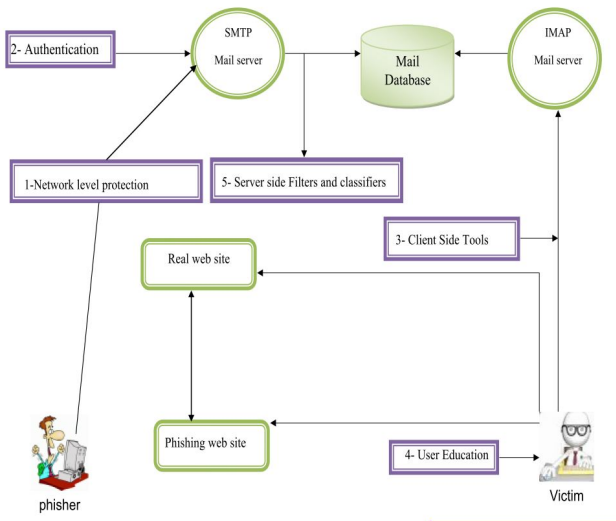 SMTP
Mail server
IMAP
Mail server
2- Authentication
Mail
Database
1-Network level protection
5- Server side Filters and classifiers
3- Client Side Tools
Real web site
Phishing web site
4- User Education
phisher
Victim